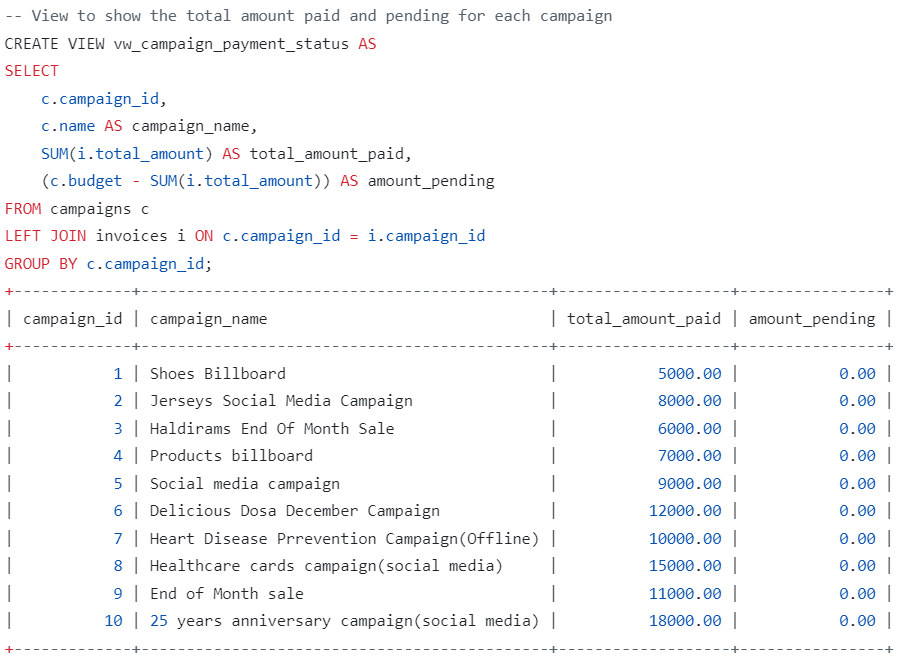 -- View to show the total amount paid and pending for each campaign
CREATE VIEW vw_campaign_payment_status AS
SELECT
    c.campaign_id,
    c.name AS campaign_name,
    SUM(i.total_amount) AS total_amount_paid,
    (c.budget - SUM(i.total_amount)) AS amount_pending
FROM campaigns c
LEFT JOIN invoices i ON c.campaign_id = i.campaign_id
GROUP BY c.campaign_id;
+-------------+---------------------------------------------+-------------------+----------------+
| campaign_id | campaign_name                               | total_amount_paid | amount_pending |
+-------------+---------------------------------------------+-------------------+----------------+
|           1 | Shoes Billboard                             |           5000.00 |           0.00 |
|           2 | Jerseys Social Media Campaign               |           8000.00 |           0.00 |
|           3 | Haldirams End Of Month Sale                 |           6000.00 |           0.00 |
|           4 | Products billboard                          |           7000.00 |           0.00 |
|           5 | Social media campaign                       |           9000.00 |           0.00 |
|           6 | Delicious Dosa December Campaign            |          12000.00 |           0.00 |
|           7 | Heart Disease Prrevention Campaign(Offline) |          10000.00 |           0.00 |
|           8 | Healthcare cards campaign(social media)     |          15000.00 |           0.00 |
|           9 | End of Month sale                           |          11000.00 |           0.00 |
|          10 | 25 years anniversary campaign(social media) |          18000.00 |           0.00 |
+-------------+---------------------------------------------+-------------------+----------------+